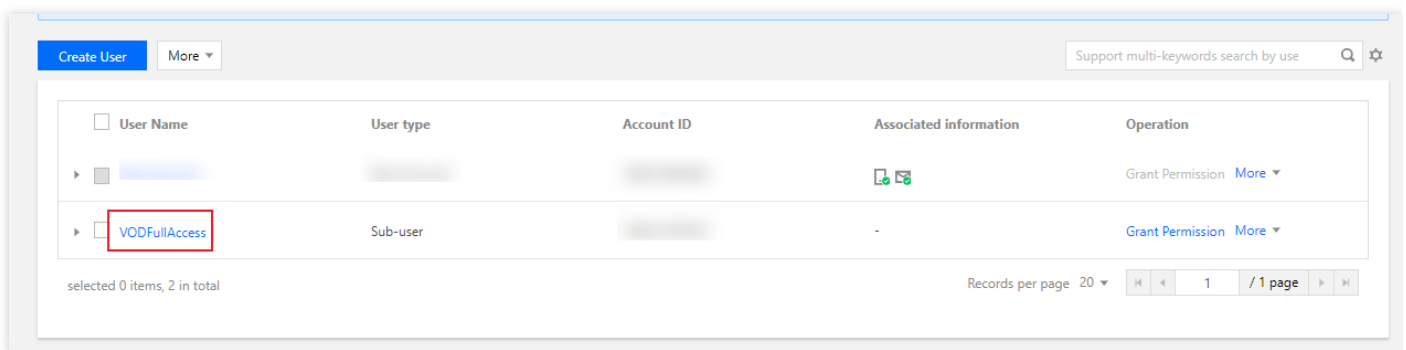 Create User More Support multi-keywords search by use
User Name User type Account ID Associated information Operation
Grant Permission More
VODFullAccess Sub-user - Grant Permission More
selected 0 items, 2 in total Records per page 20 1 / 1 page